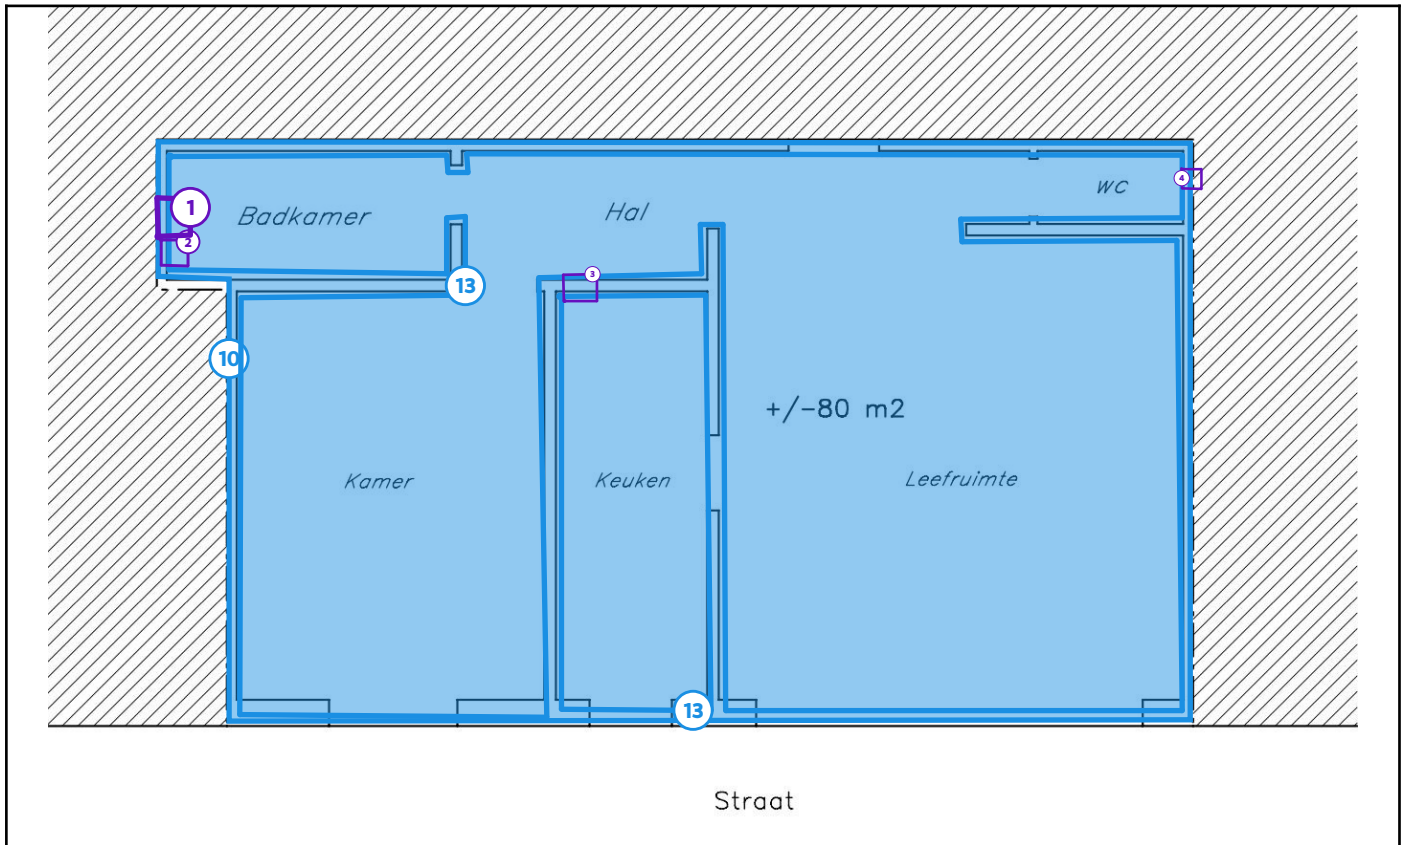 WC
4
1
Badkamer
Hal
2
3
13
10
+/-80 m2
Kamer
Keuken
Leefruimte
13
Straat